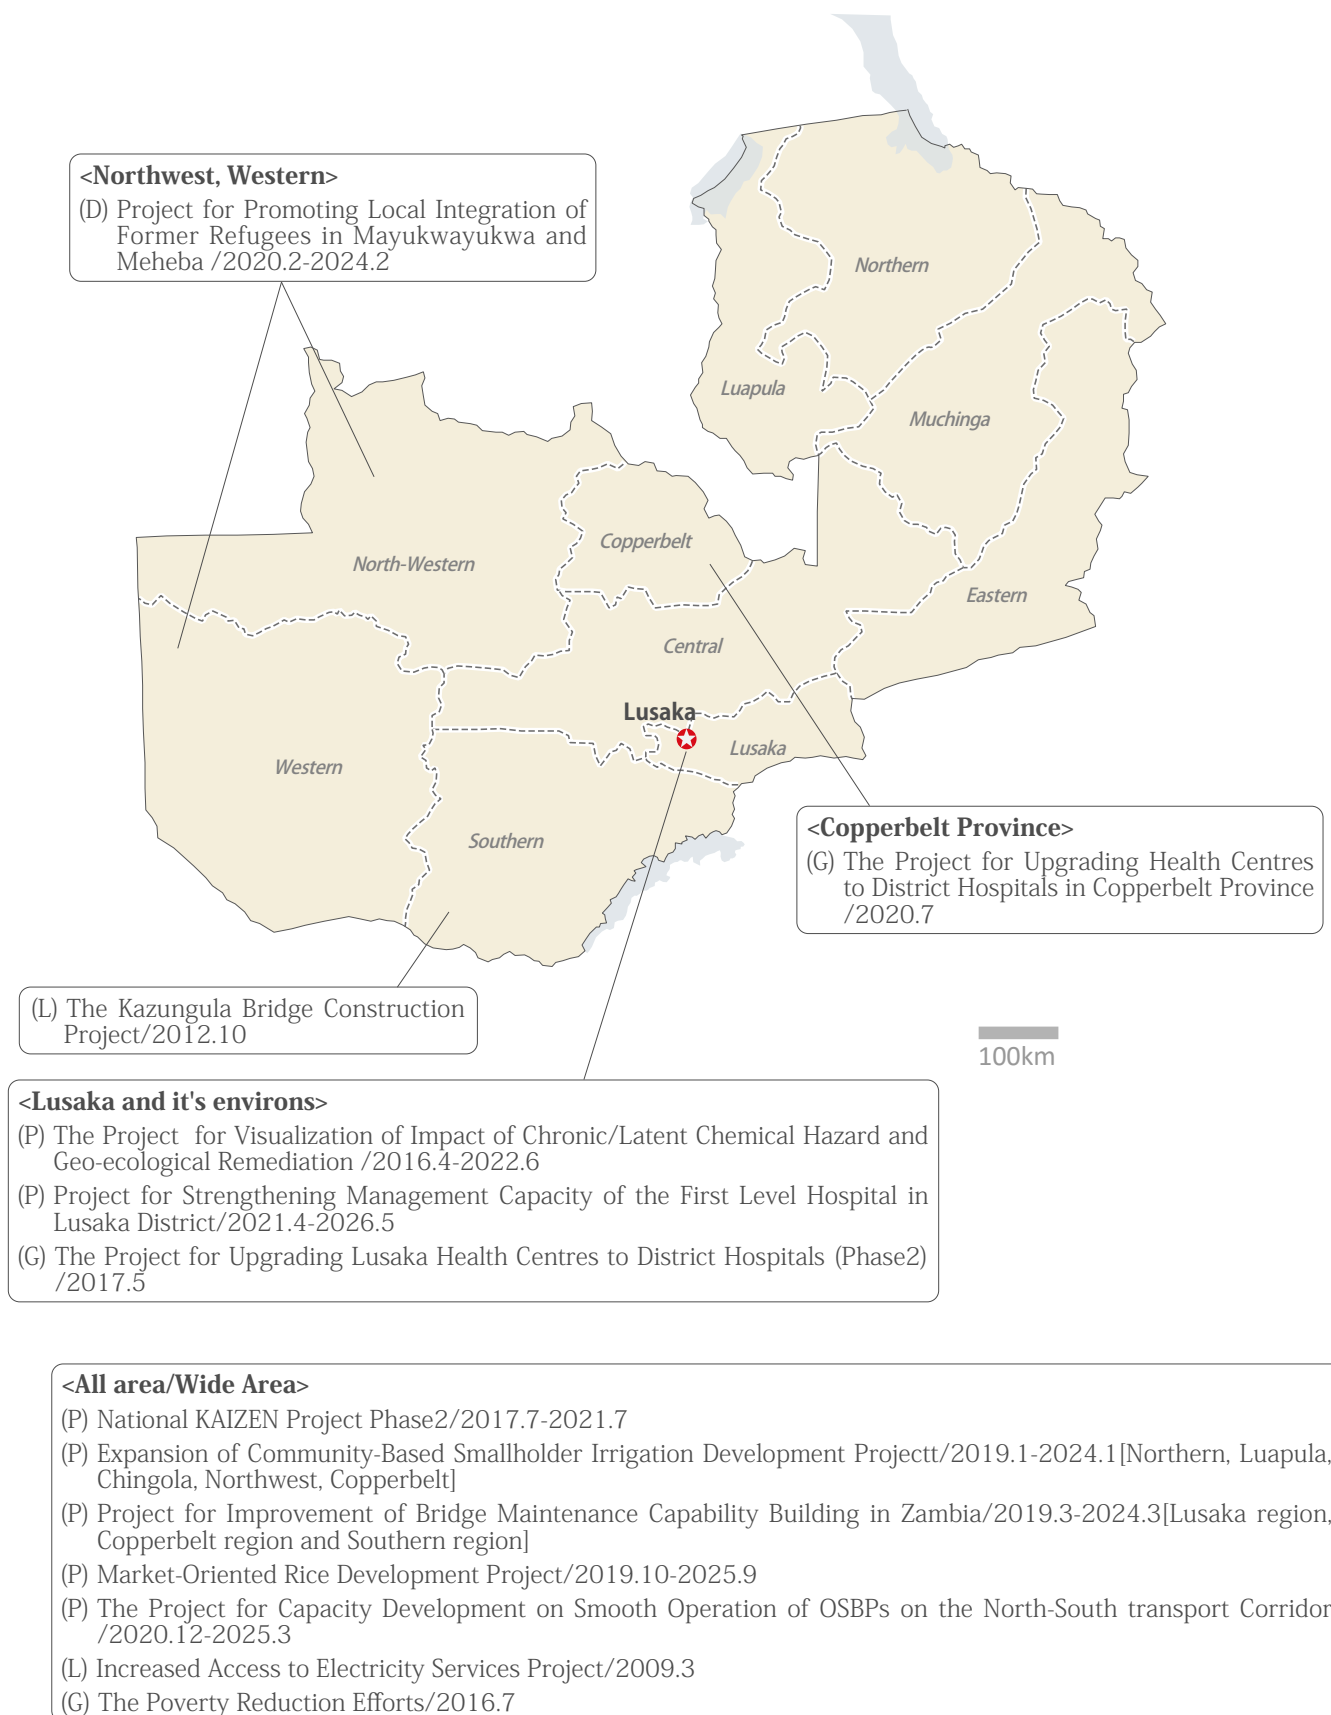 <Northwest, Western>
(D) Project for Promoting Local Integration of
Former Refugees in Mayukwayukwa and
Meheba /2020.2-2024.2
Northern
Luapula
Muchinga
Copperbelt
North-Western
Eastern
Central
Lusaka
Lusaka
Western
Southern
<Copperbelt Province>
(G) The Project for Upgrading Health Centres
to District Hospitals in Copperbelt Province
/2020.7
(L) The Kazungula Bridge Construction
Project/2012.10
100km
<Lusaka and it's environs>
(P) The Project for Visualization of Impact of Chronic/Latent Chemical Hazard and
Geo-ecological Remediation /2016.4-2022.6
(P) Project for Strengthening Management Capacity of the First Level Hospital in
Lusaka District/2021.4-2026.5
(G) The Project for Upgrading Lusaka Health Centres to District Hospitals (Phase2)
/2017.5
<All area/Wide Area>
(P) National KAIZEN Project Phase2/2017.7-2021.7
(P) Expansion of Community-Based Smallholder Irrigation Development Projectt/2019.1-2024.1[Northern, Luapula,
Chingola, Northwest, Copperbelt]
(P) Project for Improvement of Bridge Maintenance Capability Building in Zambia/2019.3-2024.3[Lusaka region,
Copperbelt region and Southern region]
(P) Market-Oriented Rice Development Project/2019.10-2025.9
(P) The Project for Capacity Development on Smooth Operation of OSBPs on the North-South transport Corridor
/2020.12-2025.3
(L) Increased Access to Electricity Services Project/2009.3
(G) The Poverty Reduction Efforts/2016.7